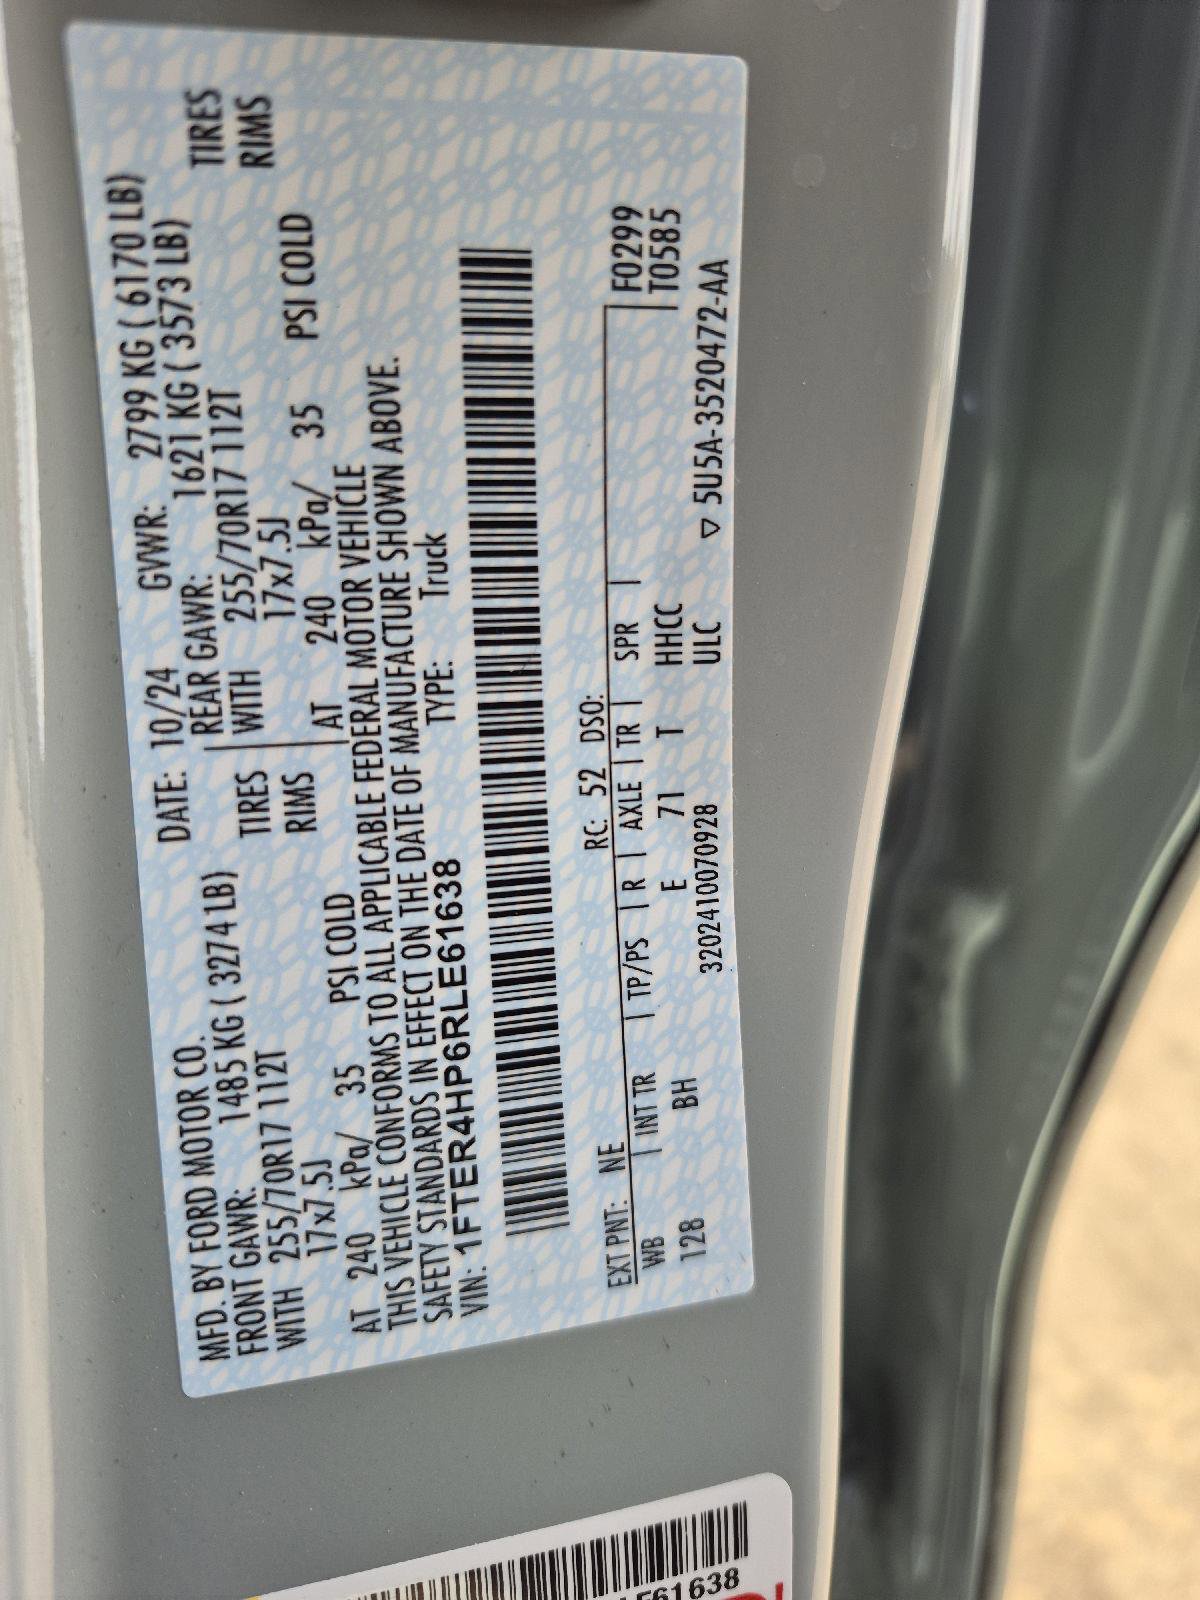 MFD. BY FORD MOTOR CO.
DATE: 10/24 GVWR: 2799 KG ( 6170 LB)
FRONT GAWR: 1485 KG ( 3274 LB) REAR GAWR: 1621 KG ( 3573 LB)
WITH 255/70R17 112T TIRES WITH 255/70R17 112T TIRES
17x7.5J RIMS 17x7.5J RIMS
AT 240 kPa/ 35 PSI COLD AT 240 kPa/ 35 PSI COLD
THIS VEHICLE CONFORMS TO ALL APPLICABLE FEDERAL MOTOR VEHICLE
SAFETY STANDARDS IN EFFECT ON THE DATE OF MANUFACTURE SHOWN ABOVE.
VIN: 1FTER4HP6RLE61638 TYPE: Truck
EXT PNT: NE RC: 52 DSO: F0299
WB INT TR TP/PS R AXLE TR SPR T0585
128 BH E 71 T HHCC
3202410070928 ULC ▽ 5U5A-3520472-AA
E61638